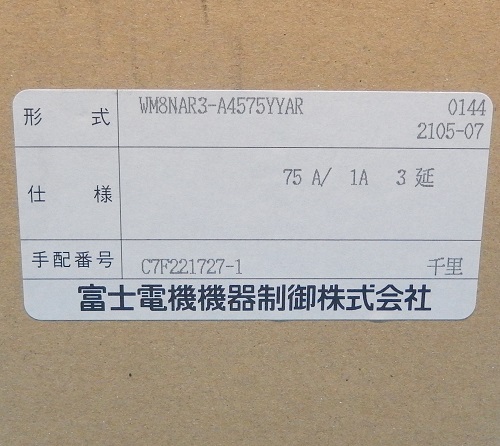 形 式 WM8NAR3-A4575YYAR 0144
2105-07
仕 様 75 A/ 1A 3 延
手配番号 C7F221727-1 千里
富士電機機器制御株式会社